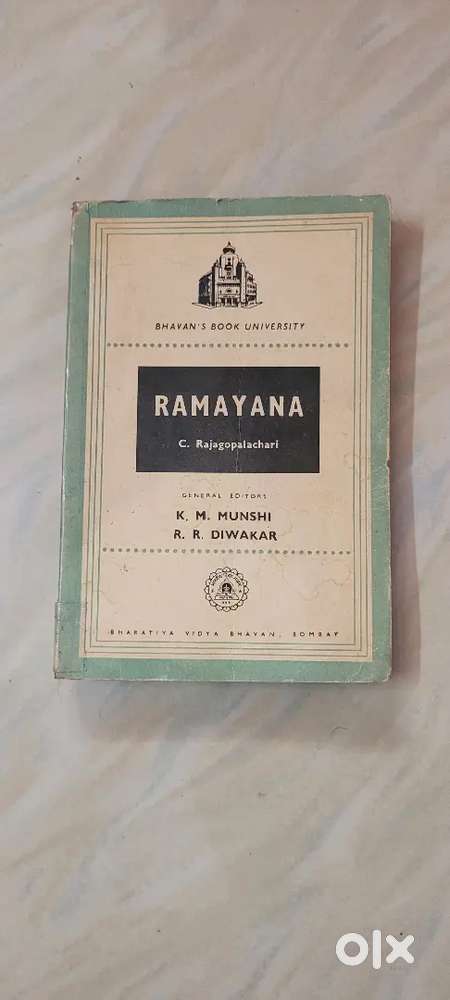 BHAVAN'S BOOK UNIVERSITY
RAMAYANA
C. Rajagopalachari
GENERAL EDITORS
K. M. MUNSHI
R. R. DIWAKAR
BHARATIYA VIDYA BHAVAN, BOMBAY
olx